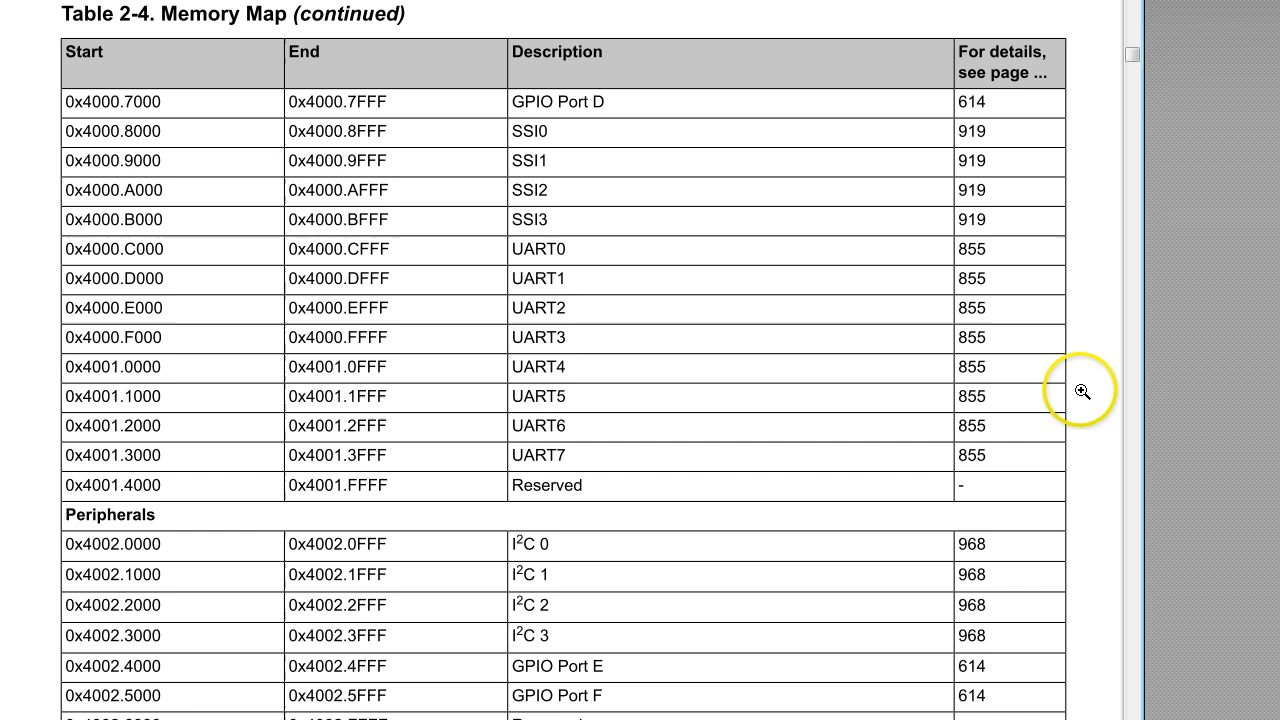 Table 2-4. Memory Map (continued)
Start End Description For details, see page ...
0x4000.7000 0x4000.7FFF GPIO Port D 614
0x4000.8000 0x4000.8FFF SSI0 919
0x4000.9000 0x4000.9FFF SSI1 919
0x4000.A000 0x4000.AFFF SSI2 919
0x4000.B000 0x4000.BFFF SSI3 919
0x4000.C000 0x4000.CFFF UART0 855
0x4000.D000 0x4000.DFFF UART1 855
0x4000.E000 0x4000.EFFF UART2 855
0x4000.F000 0x4000.FFFF UART3 855
0x4001.0000 0x4001.0FFF UART4 855
0x4001.1000 0x4001.1FFF UART5 855
0x4001.2000 0x4001.2FFF UART6 855
0x4001.3000 0x4001.3FFF UART7 855
0x4001.4000 0x4001.FFFF Reserved -
Peripherals
0x4002.0000 0x4002.0FFF I²C 0 968
0x4002.1000 0x4002.1FFF I²C 1 968
0x4002.2000 0x4002.2FFF I²C 2 968
0x4002.3000 0x4002.3FFF I²C 3 968
0x4002.4000 0x4002.4FFF GPIO Port E 614
0x4002.5000 0x4002.5FFF GPIO Port F 614